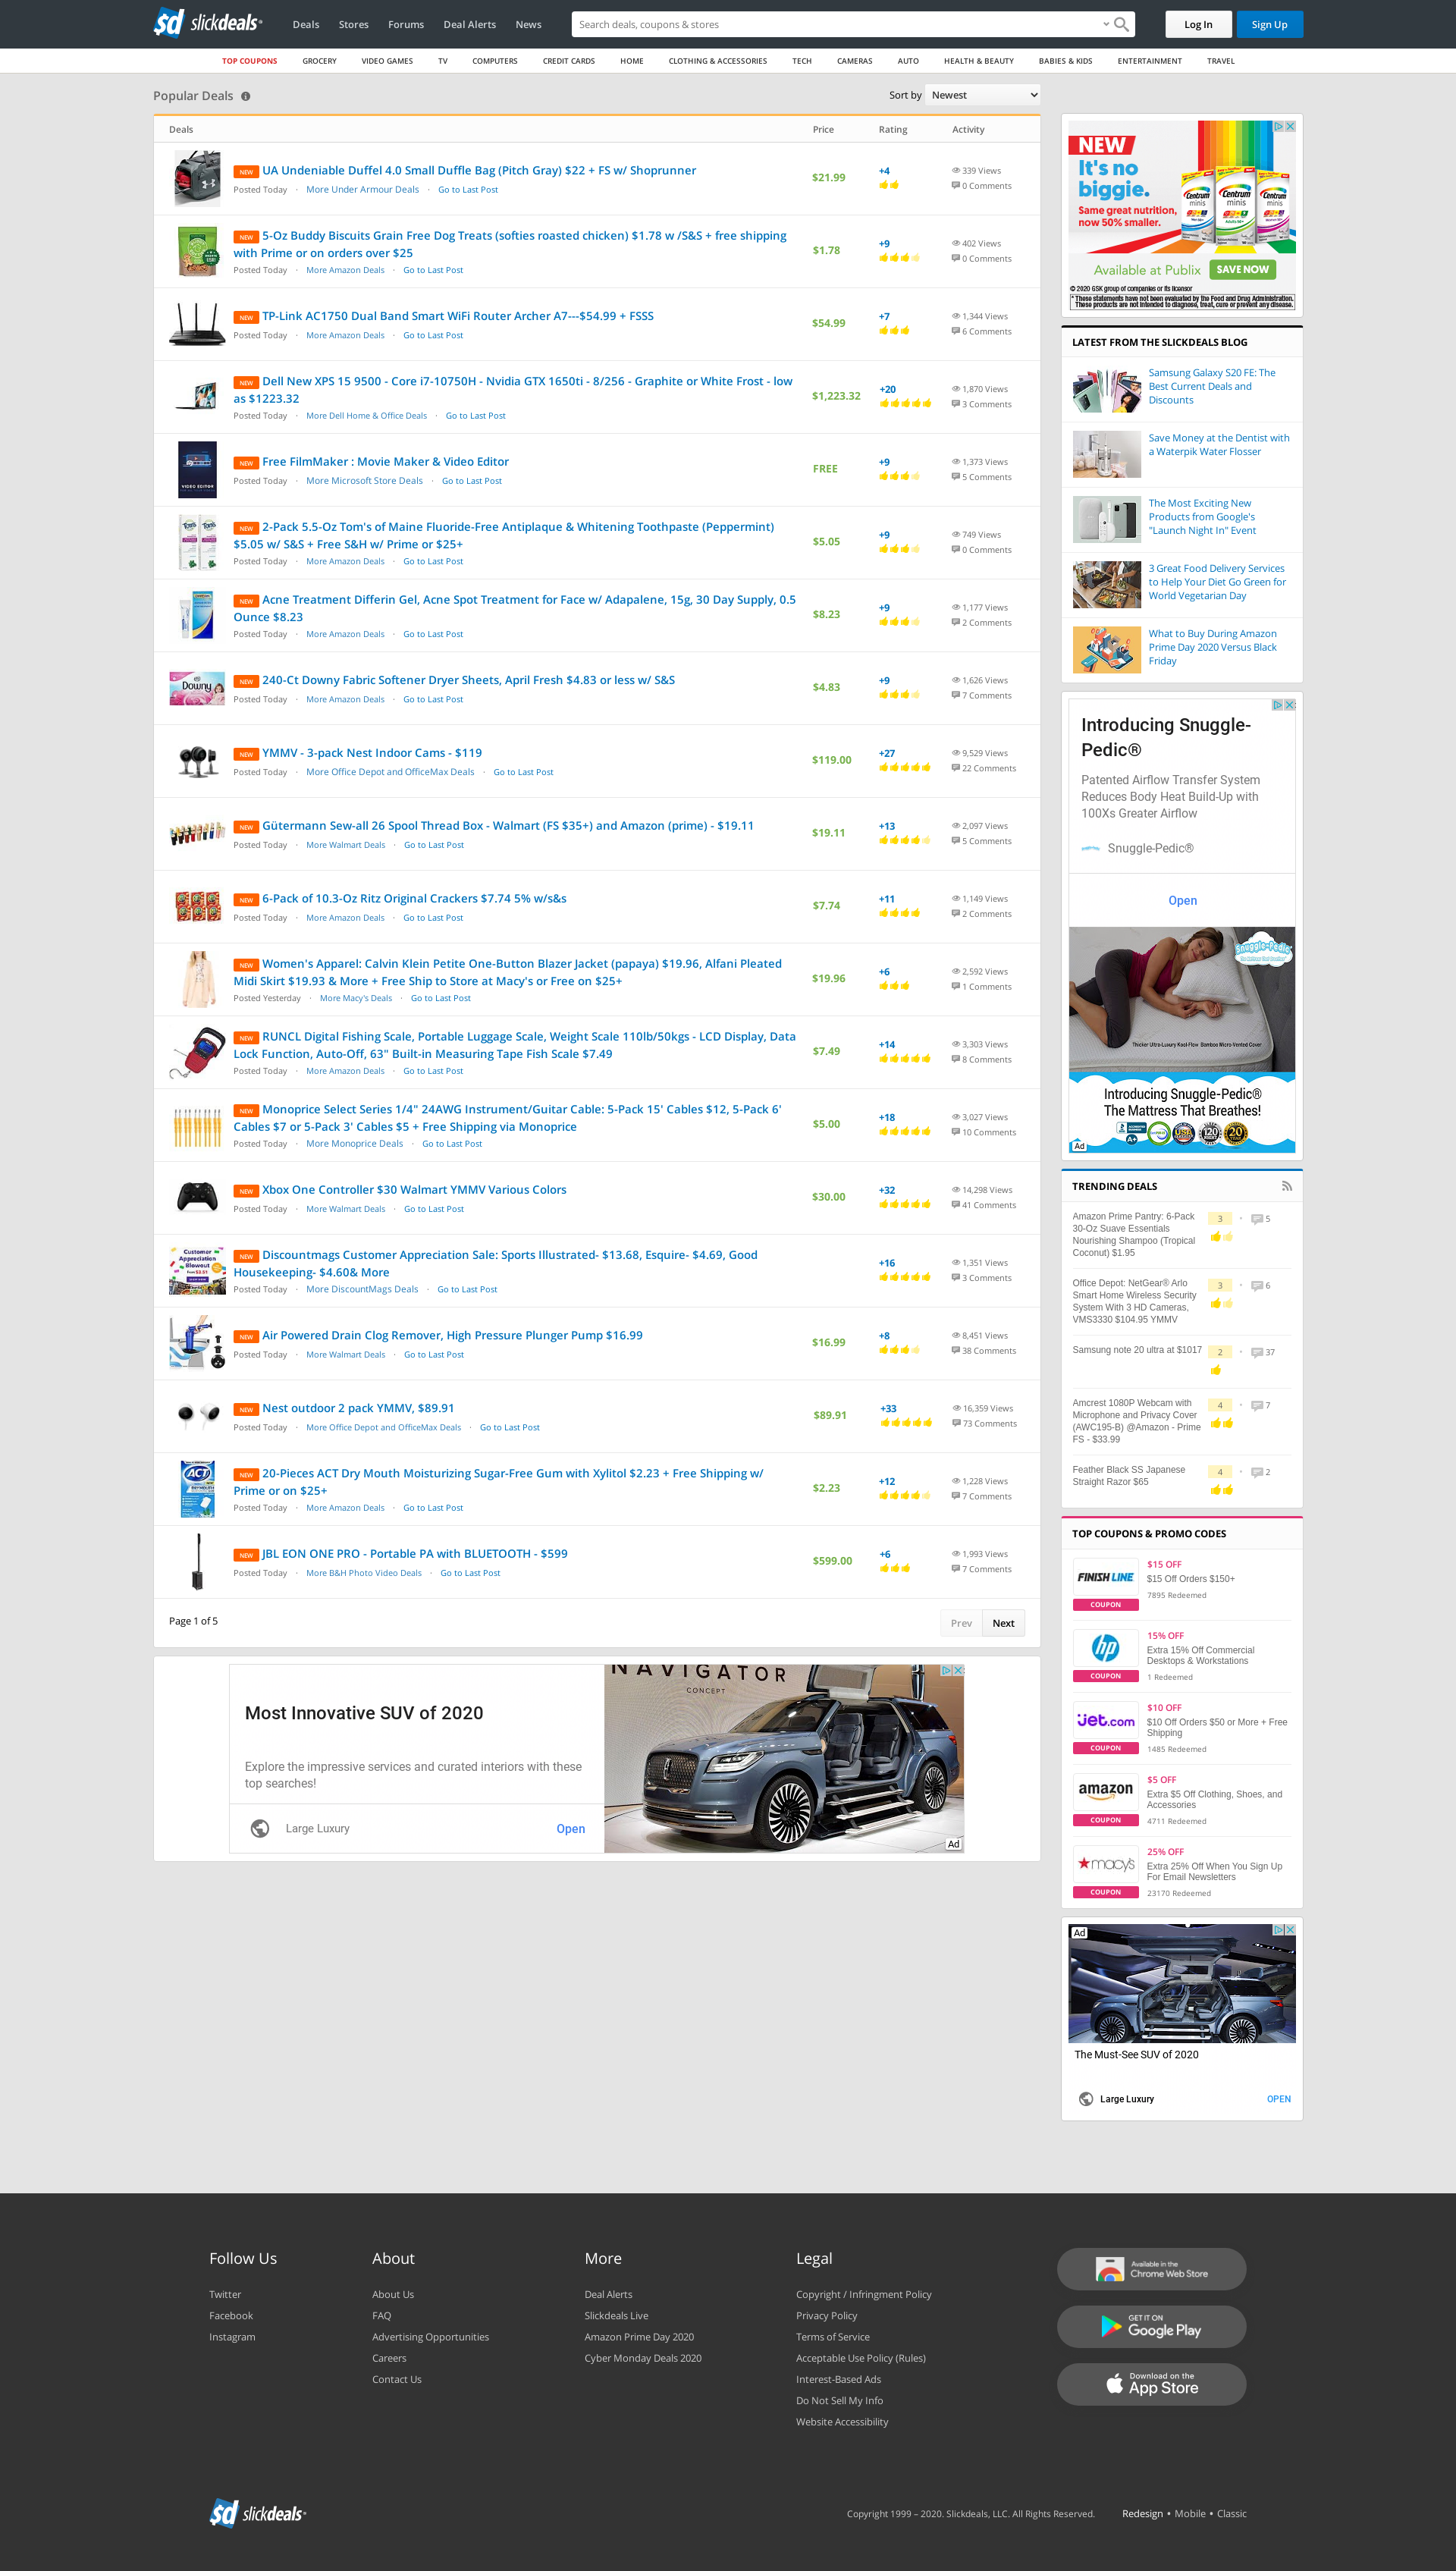 slickdeals
Deals
Stores
Forums
Deal Alerts
News
Search deals, coupons & stores
Log In
Sign Up
TOP COUPONS
GROCERY
VIDEO GAMES
TV
COMPUTERS
CREDIT CARDS
HOME
CLOTHING & ACCESSORIES
TECH
CAMERAS
AUTO
HEALTH & BEAUTY
BABIES & KIDS
ENTERTAINMENT
TRAVEL
Popular Deals
Sort by Newest
Deals Price Rating Activity
NEW UA Undeniable Duffel 4.0 Small Duffle Bag (Pitch Gray) $22 + FS w/ Shoprunner
Posted Today · More Under Armour Deals · Go to Last Post
$21.99
+4
339 Views
0 Comments
NEW 5-Oz Buddy Biscuits Grain Free Dog Treats (softies roasted chicken) $1.78 w /S&S + free shipping
with Prime or on orders over $25
Posted Today · More Amazon Deals · Go to Last Post
$1.78
+9
402 Views
0 Comments
NEW TP-Link AC1750 Dual Band Smart WiFi Router Archer A7---$54.99 + FSSS
Posted Today · More Amazon Deals · Go to Last Post
$54.99
+7
1,344 Views
6 Comments
NEW Dell New XPS 15 9500 - Core i7-10750H - Nvidia GTX 1650ti - 8/256 - Graphite or White Frost - low
as $1223.32
Posted Today · More Dell Home & Office Deals · Go to Last Post
$1,223.32
+20
1,870 Views
3 Comments
NEW Free FilmMaker : Movie Maker & Video Editor
Posted Today · More Microsoft Store Deals · Go to Last Post
FREE
+9
1,373 Views
5 Comments
NEW 2-Pack 5.5-Oz Tom's of Maine Fluoride-Free Antiplaque & Whitening Toothpaste (Peppermint)
$5.05 w/ S&S + Free S&H w/ Prime or $25+
Posted Today · More Amazon Deals · Go to Last Post
$5.05
+9
749 Views
0 Comments
NEW Acne Treatment Differin Gel, Acne Spot Treatment for Face w/ Adapalene, 15g, 30 Day Supply, 0.5
Ounce $8.23
Posted Today · More Amazon Deals · Go to Last Post
$8.23
+9
1,177 Views
2 Comments
NEW 240-Ct Downy Fabric Softener Dryer Sheets, April Fresh $4.83 or less w/ S&S
Posted Today · More Amazon Deals · Go to Last Post
$4.83
+9
1,626 Views
7 Comments
NEW YMMV - 3-pack Nest Indoor Cams - $119
Posted Today · More Office Depot and OfficeMax Deals · Go to Last Post
$119.00
+27
9,529 Views
22 Comments
NEW Gütermann Sew-all 26 Spool Thread Box - Walmart (FS $35+) and Amazon (prime) - $19.11
Posted Today · More Walmart Deals · Go to Last Post
$19.11
+13
2,097 Views
5 Comments
NEW 6-Pack of 10.3-Oz Ritz Original Crackers $7.74 5% w/s&s
Posted Today · More Amazon Deals · Go to Last Post
$7.74
+11
1,149 Views
2 Comments
NEW Women's Apparel: Calvin Klein Petite One-Button Blazer Jacket (papaya) $19.96, Alfani Pleated
Midi Skirt $19.93 & More + Free Ship to Store at Macy's or Free on $25+
Posted Yesterday · More Macy's Deals · Go to Last Post
$19.96
+6
2,592 Views
1 Comments
NEW RUNCL Digital Fishing Scale, Portable Luggage Scale, Weight Scale 110lb/50kgs - LCD Display, Data
Lock Function, Auto-Off, 63" Built-in Measuring Tape Fish Scale $7.49
Posted Today · More Amazon Deals · Go to Last Post
$7.49
+14
3,303 Views
8 Comments
NEW Monoprice Select Series 1/4" 24AWG Instrument/Guitar Cable: 5-Pack 15' Cables $12, 5-Pack 6'
Cables $7 or 5-Pack 3' Cables $5 + Free Shipping via Monoprice
Posted Today · More Monoprice Deals · Go to Last Post
$5.00
+18
3,027 Views
10 Comments
NEW Xbox One Controller $30 Walmart YMMV Various Colors
Posted Today · More Walmart Deals · Go to Last Post
$30.00
+32
14,298 Views
41 Comments
NEW Discountmags Customer Appreciation Sale: Sports Illustrated- $13.68, Esquire- $4.69, Good
Housekeeping- $4.60& More
Posted Today · More DiscountMags Deals · Go to Last Post
$13.68
+16
1,351 Views
3 Comments
NEW Air Powered Drain Clog Remover, High Pressure Plunger Pump $16.99
Posted Today · More Walmart Deals · Go to Last Post
$16.99
+8
8,451 Views
38 Comments
NEW Nest outdoor 2 pack YMMV, $89.91
Posted Today · More Office Depot and OfficeMax Deals · Go to Last Post
$89.91
+33
16,359 Views
73 Comments
NEW 20-Pieces ACT Dry Mouth Moisturizing Sugar-Free Gum with Xylitol $2.23 + Free Shipping w/
Prime or on $25+
Posted Today · More Amazon Deals · Go to Last Post
$2.23
+12
1,228 Views
7 Comments
NEW JBL EON ONE PRO - Portable PA with BLUETOOTH - $599
Posted Today · More B&H Photo Video Deals · Go to Last Post
$599.00
+6
1,993 Views
7 Comments
Page 1 of 5
Prev
Next
Most Innovative SUV of 2020
Explore the impressive services and curated interiors with these
top searches!
Large Luxury
Open
NAVIGATOR
CONCEPT
Ad
NEW
It's no
biggie.
Same great nutrition,
now 50% smaller.
Centrum
minis
Available at Publix
SAVE NOW
© 2020 GSK group of companies or its licensor
* These statements have not been evaluated by the Food and Drug Administration.
These products are not intended to diagnose, treat, cure or prevent any disease.
LATEST FROM THE SLICKDEALS BLOG
Samsung Galaxy S20 FE: The
Best Current Deals and
Discounts
Save Money at the Dentist with
a Waterpik Water Flosser
The Most Exciting New
Products from Google's
"Launch Night In" Event
3 Great Food Delivery Services
to Help Your Diet Go Green for
World Vegetarian Day
What to Buy During Amazon
Prime Day 2020 Versus Black
Friday
Introducing Snuggle-
Pedic®
Patented Airflow Transfer System
Reduces Body Heat Build-Up with
100Xs Greater Airflow
Snuggle-Pedic®
Open
Snuggle-Pedic
Thicker Ultra-Luxury Kool-Flow Bamboo Micro-Vented Cover
Introducing Snuggle-Pedic®
The Mattress That Breathes!
Ad
TRENDING DEALS
Amazon Prime Pantry: 6-Pack
30-Oz Suave Essentials
Nourishing Shampoo (Tropical
Coconut) $1.95
3 · 5
Office Depot: NetGear® Arlo
Smart Home Wireless Security
System With 3 HD Cameras,
VMS3330 $104.95 YMMV
3 · 6
Samsung note 20 ultra at $1017
2 · 37
Amcrest 1080P Webcam with
Microphone and Privacy Cover
(AWC195-B) @Amazon - Prime
FS - $33.99
4 · 7
Feather Black SS Japanese
Straight Razor $65
4 · 2
TOP COUPONS & PROMO CODES
FINISH LINE
COUPON
$15 OFF
$15 Off Orders $150+
7895 Redeemed
hp
COUPON
15% OFF
Extra 15% Off Commercial
Desktops & Workstations
1 Redeemed
jet.com
COUPON
$10 OFF
$10 Off Orders $50 or More + Free
Shipping
1485 Redeemed
amazon
COUPON
$5 OFF
Extra $5 Off Clothing, Shoes, and
Accessories
4711 Redeemed
macy's
COUPON
25% OFF
Extra 25% Off When You Sign Up
For Email Newsletters
23170 Redeemed
Ad
The Must-See SUV of 2020
Large Luxury
OPEN
Follow Us
Twitter
Facebook
Instagram
About
About Us
FAQ
Advertising Opportunities
Careers
Contact Us
More
Deal Alerts
Slickdeals Live
Amazon Prime Day 2020
Cyber Monday Deals 2020
Legal
Copyright / Infringment Policy
Privacy Policy
Terms of Service
Acceptable Use Policy (Rules)
Interest-Based Ads
Do Not Sell My Info
Website Accessibility
Available in the
Chrome Web Store
GET IT ON
Google Play
Download on the
App Store
slickdeals
Copyright 1999 – 2020. Slickdeals, LLC. All Rights Reserved.
Redesign • Mobile • Classic